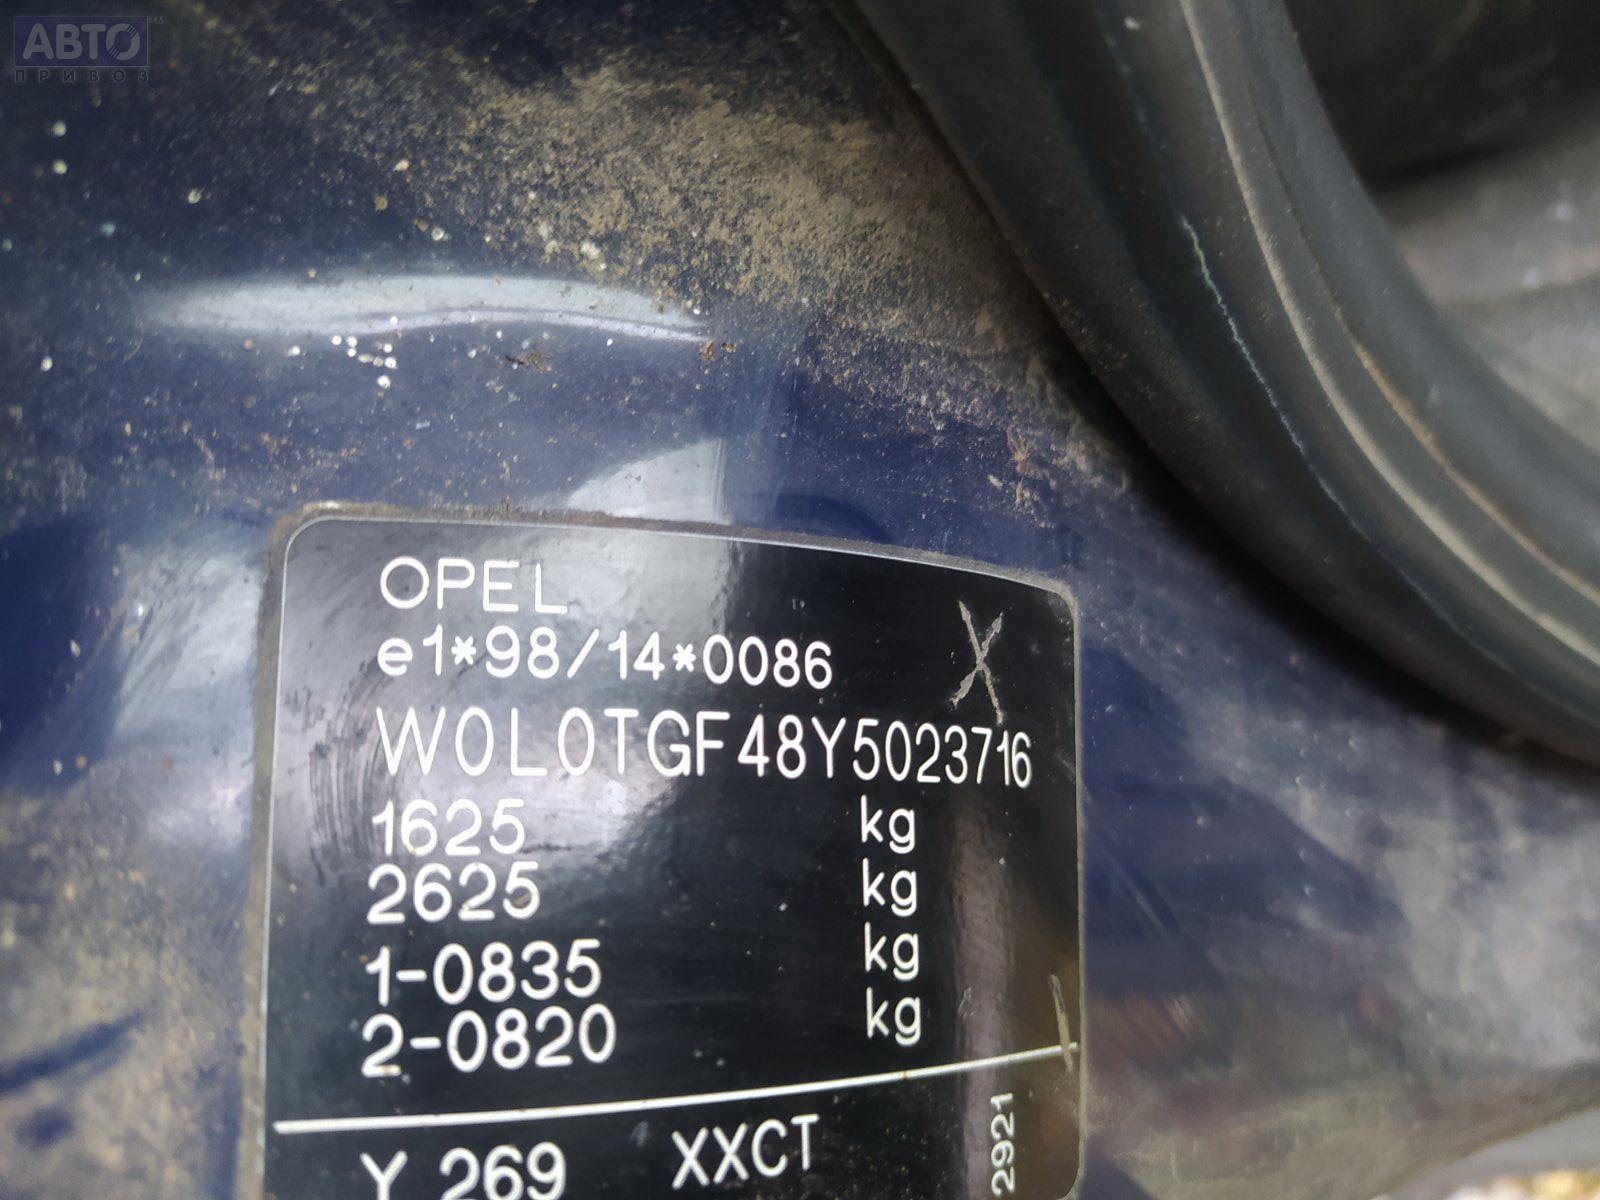 АВТО
ПРИВОЗ
OPEL
e1*98/14*0086
X
W0L0TGF48Y5023716
1625 kg
2625 kg
1-0835 kg
2-0820 kg
Y 269 XXCT
2921